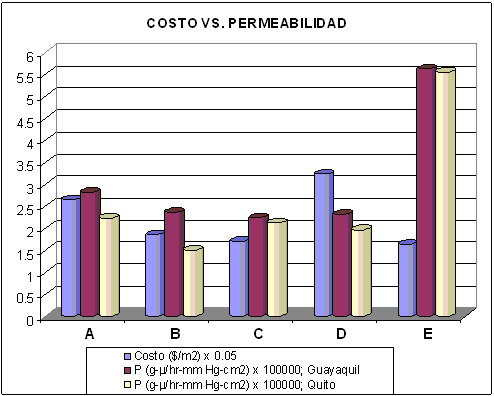 COSTO VS. PERMEABILIDAD
6
5.5
5
4.5
4
3.5
3
2.5
2
1.5
1
0.5
0
A B C D E
Costo ($/m2) x 0.05
P (g-µ/hr-mm Hg-cm2) x 100000; Guayaquil
P (g-µ/hr-mm Hg-cm2) x 100000; Quito